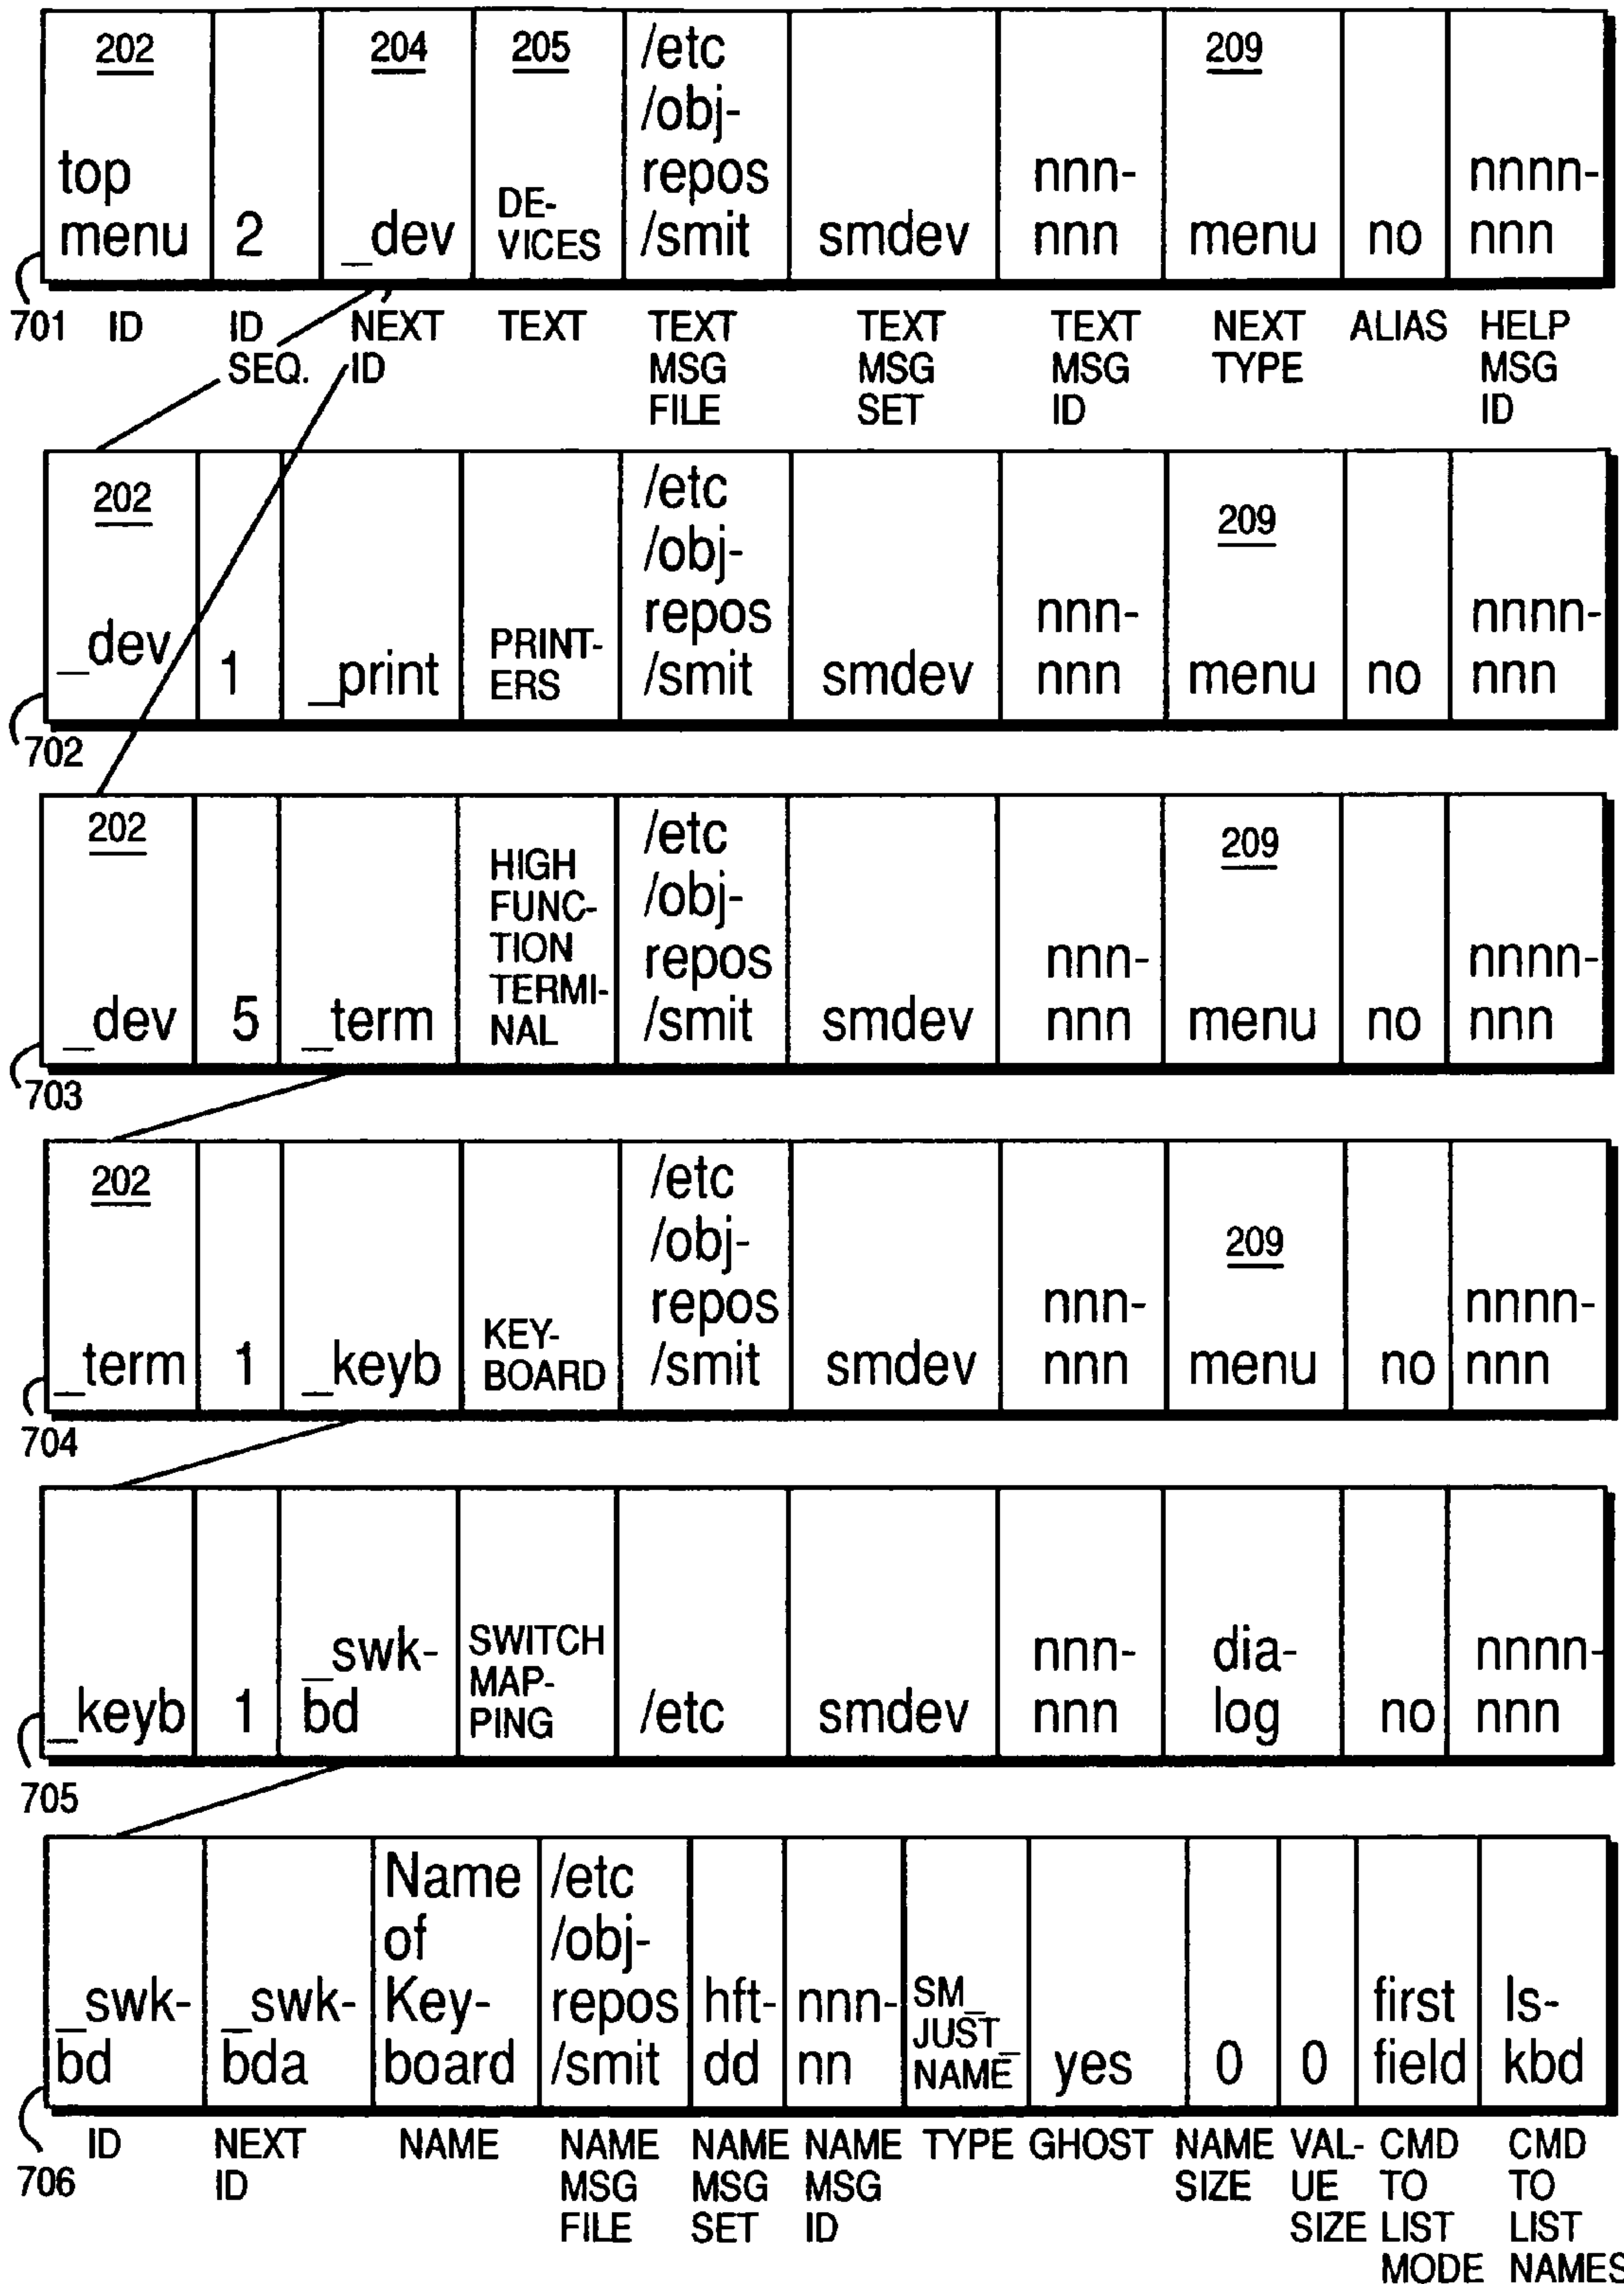 202 204 205 /etc 209
/obj-
top repos nnn- nnnn-
menu 2 _dev DE- /smit smdev nnn menu no nnn
VICES
701 ID ID NEXT TEXT TEXT TEXT TEXT NEXT ALIAS HELP
SEQ. ID MSG MSG MSG TYPE MSG
FILE SET ID ID
202 /etc 209
/obj-
_dev PRINT- repos nnn- nnnn-
1 _print ERS /smit smdev nnn menu no nnn
702
202 /etc 209
HIGH
FUNC- /obj-
TION repos nnn- nnnn-
TERMI-
_dev 5 _term NAL /smit smdev nnn menu no nnn
703
202 /etc
/obj- 209
repos nnn- nnnn-
KEY-
_term 1 _keyb BOARD /smit smdev nnn menu no nnn
704
_swk- SWITCH nnn- dia- nnnn-
MAP-
_keyb 1 bd PING /etc smdev nnn log no nnn
705
Name /etc
of /obj-
_swk- _swk- Key- repos hft- nnn- SM_ first ls-
JUST_
bd bda board /smit dd nn NAME yes 0 0 field kbd
706 ID NEXT NAME NAME NAME NAME TYPE GHOST NAME VAL- CMD CMD
ID MSG MSG MSG SIZE UE TO TO
FILE SET ID SIZE LIST LIST
MODE NAMES